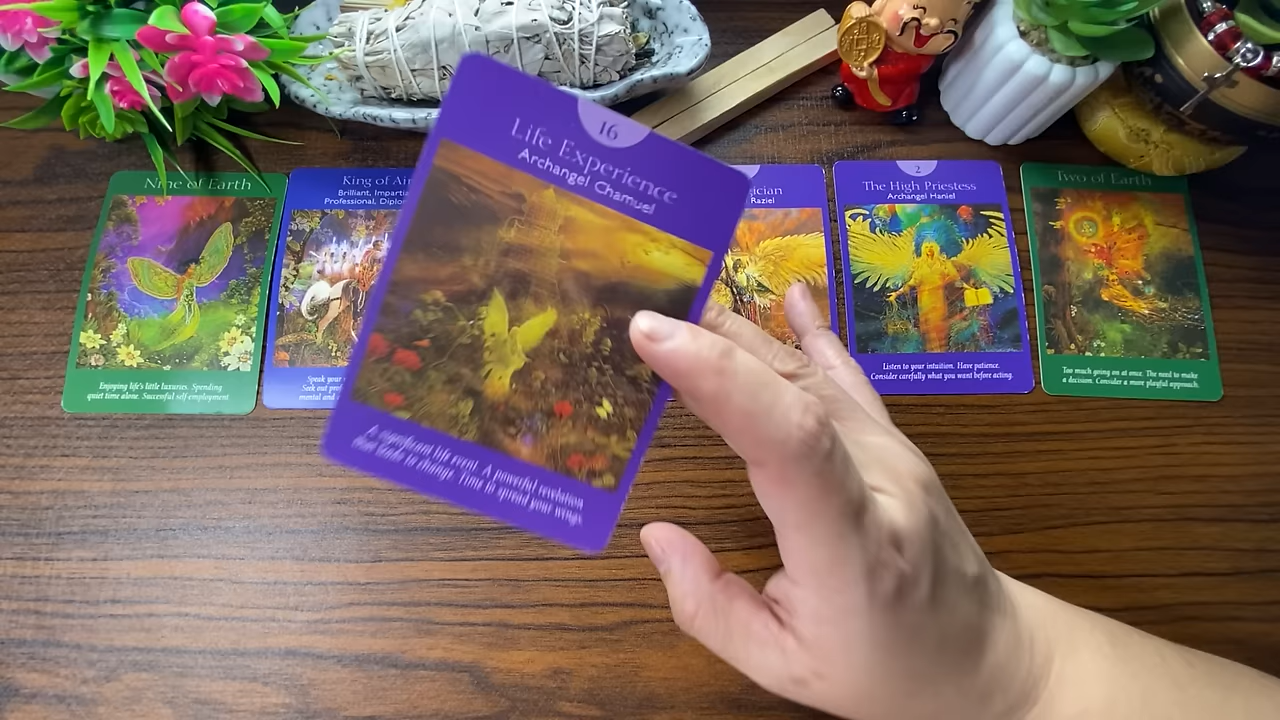 Nine of Earth
Enjoying life's little luxuries. Spending
quiet time alone. Successful self-employment
King of Air
Brilliant, Impartia
Professional, Diplo
Speak your
Seek out prof
mental and
16
Life Experience
Archangel Chamuel
A significant life event. A powerful revelation
that leads to change. Time to spread your wings.
gician
Raziel
2
The High Priestess
Archangel Haniel
Listen to your intuition. Have patience.
Consider carefully what you want before acting.
Two of Earth
Too much going on at once. The need to make
a decision. Consider a more playful approach.